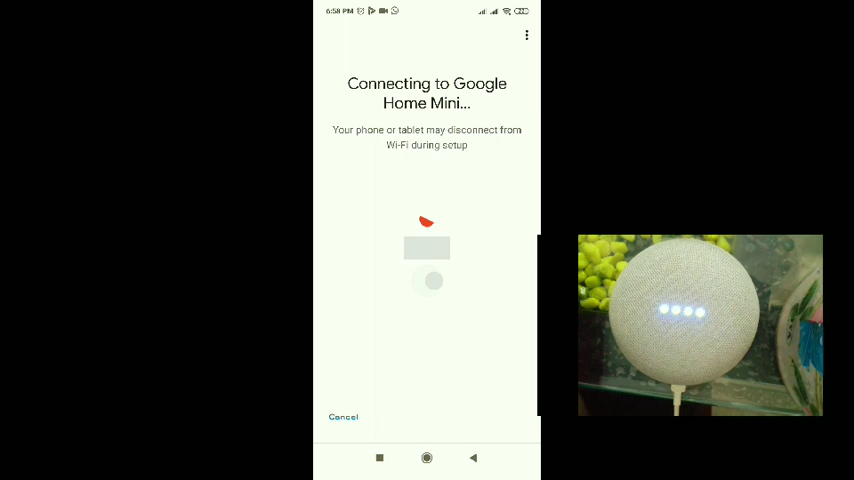 6:58 PM
Connecting to Google
Home Mini...
Your phone or tablet may disconnect from
Wi-Fi during setup
Cancel